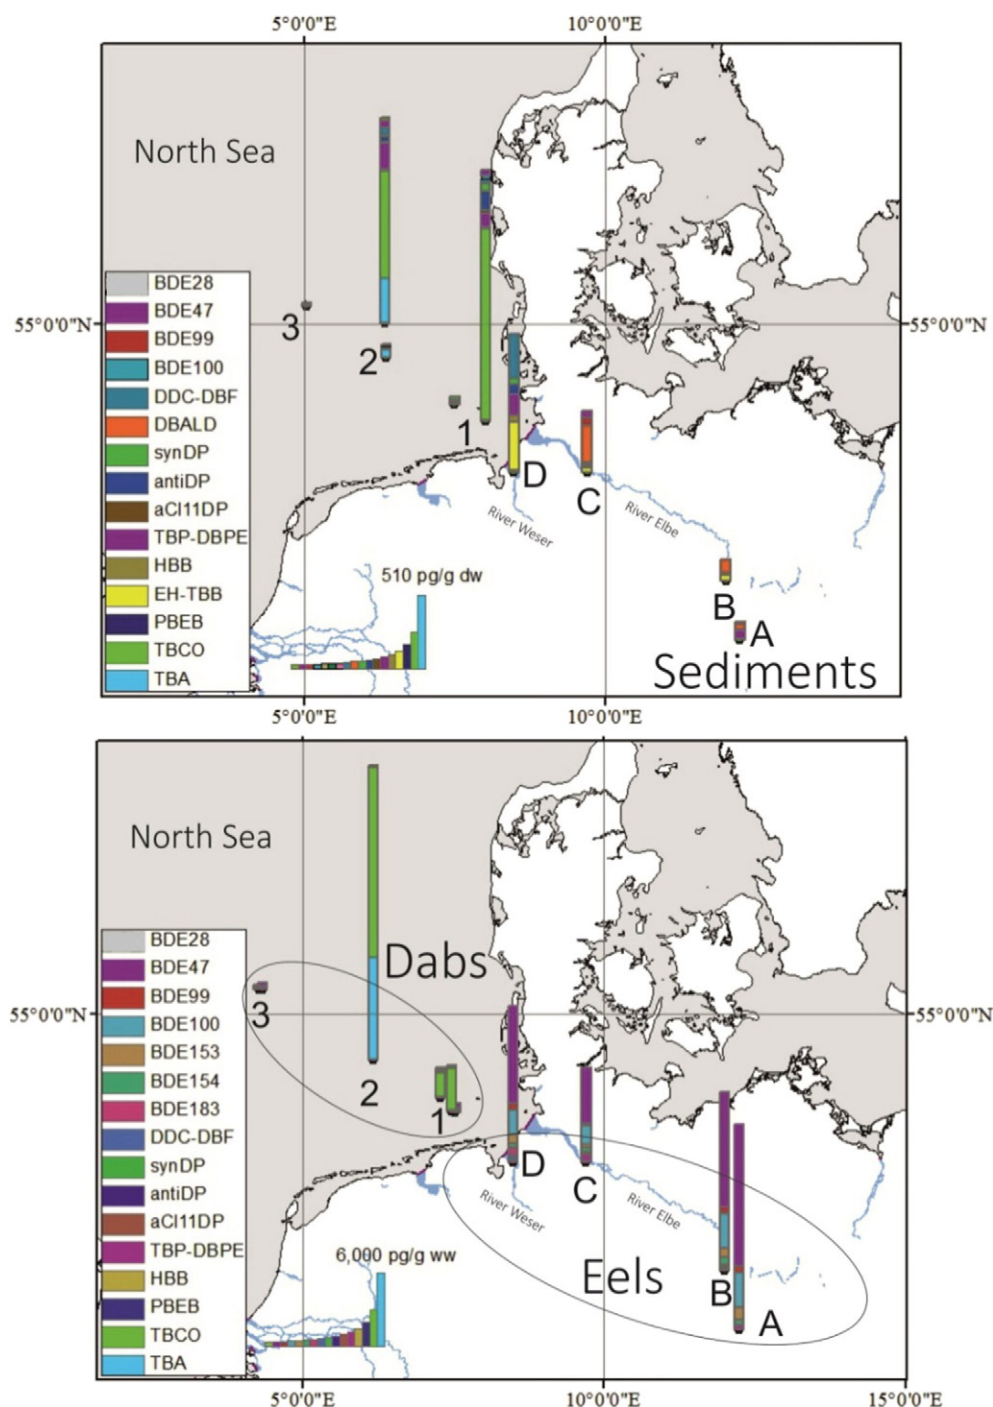 5°0'0"E 10°0'0"E
North Sea
BDE28
BDE47
BDE99
BDE100
DDC-DBF
DBALD
synDP
antiDP
aCl11DP
TBP-DBPE
HBB
EH-TBB
PBEB
TBCO
TBA
55°0'0"N 55°0'0"N
3
2
1
D
C
River Weser
River Elbe
B
A
510 pg/g dw
Sediments
5°0'0"E 10°0'0"E
North Sea
Dabs
BDE28
BDE47
BDE99
BDE100
BDE153
BDE154
BDE183
DDC-DBF
synDP
antiDP
aCl11DP
TBP-DBPE
HBB
PBEB
TBCO
TBA
55°0'0"N 55°0'0"N
3
2
1
D
C
River Weser
River Elbe
Eels
B
A
6,000 pg/g ww
5°0'0"E 10°0'0"E 15°0'0"E